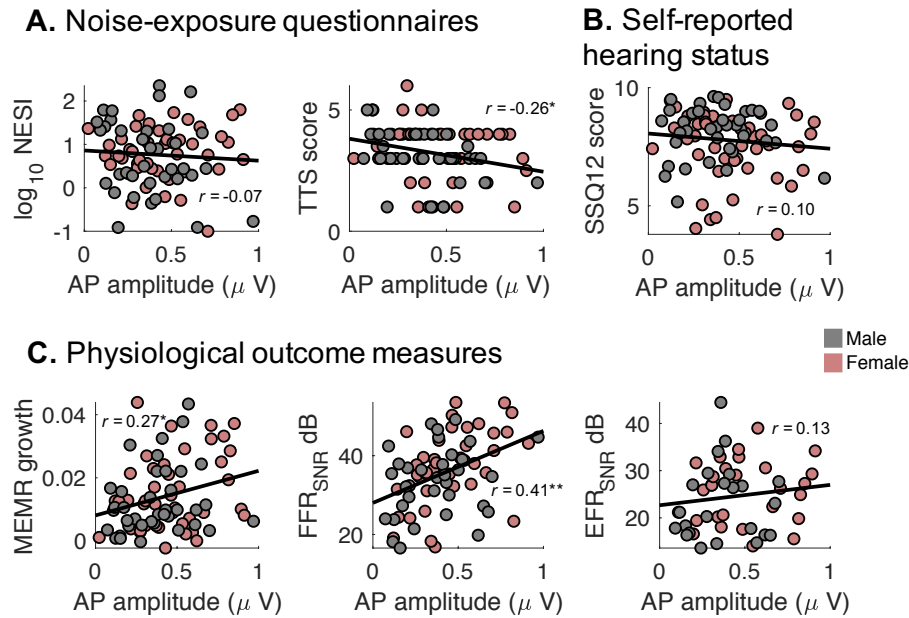 A. Noise-exposure questionnaires
B. Self-reported
hearing status
log10 NESI
2
1
0
-1
r = -0.07
0
0.5
1
AP amplitude (μ V)
TTS score
5
0
r = -0.26*
0
0.5
1
AP amplitude (μ V)
SSQ12 score
10
5
r = 0.10
0
0.5
1
AP amplitude (μ V)
C. Physiological outcome measures
Male
Female
MEMR growth
0.04
0.02
0
r = 0.27*
0
0.5
1
AP amplitude (μ V)
FFRSNR dB
40
20
r = 0.41**
0
0.5
1
AP amplitude (μ V)
EFRSNR dB
40
30
20
r = 0.13
0
0.5
1
AP amplitude (μ V)